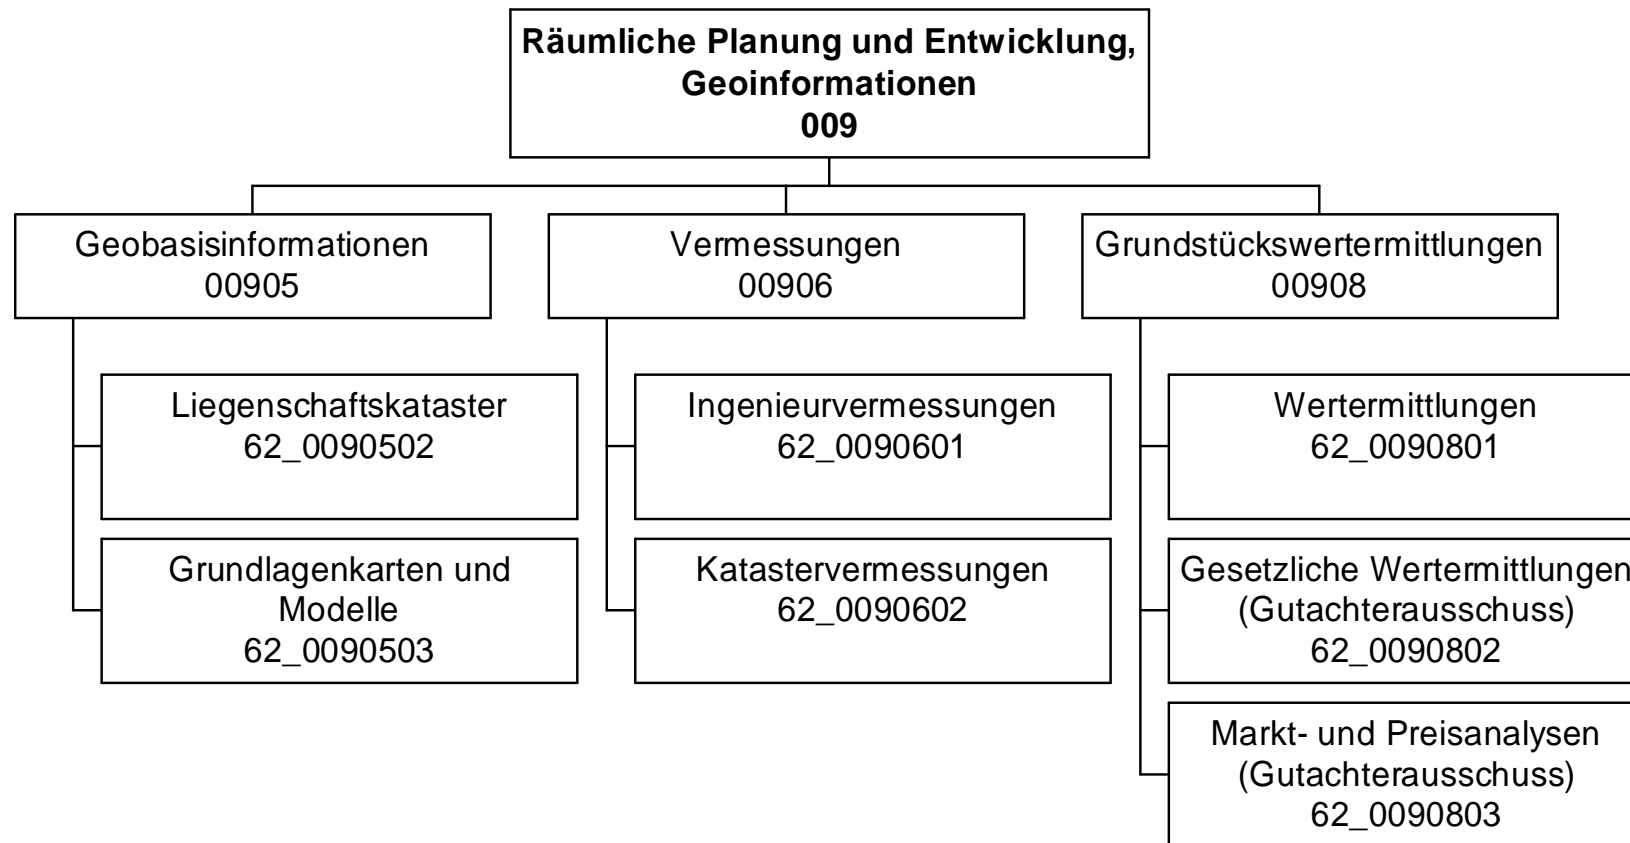 Räumliche Planung und Entwicklung,
Geoinformationen
009
Geobasisinformationen
00905
Vermessungen
00906
Grundstückswertermittlungen
00908
Liegenschaftskataster
62_0090502
Grundlagenkarten und
Modelle
62_0090503
Ingenieurvermessungen
62_0090601
Katastervermessungen
62_0090602
Wertermittlungen
62_0090801
Gesetzliche Wertermittlungen
(Gutachterausschuss)
62_0090802
Markt- und Preisanalysen
(Gutachterausschuss)
62_0090803